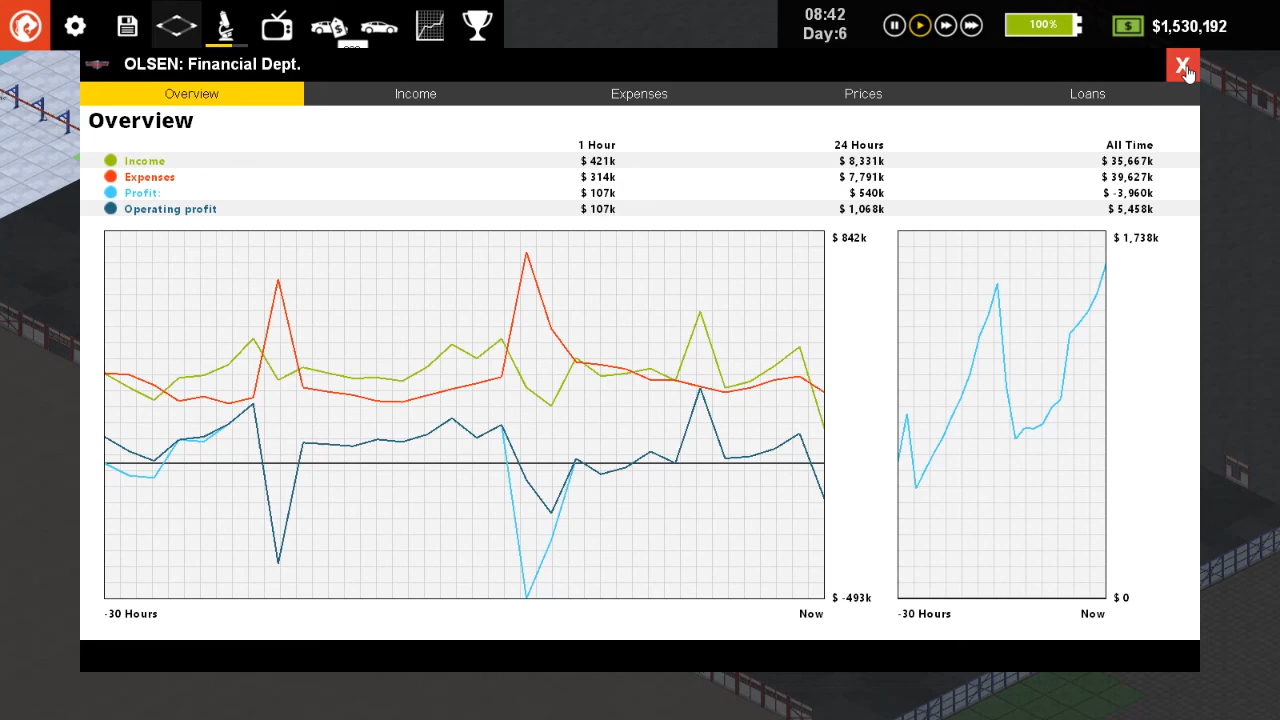 08:42
Day:6
100%
$1,530,192
OLSEN: Financial Dept.
X
Overview Income Expenses Prices Loans
Overview
1 Hour 24 Hours All Time
Income $ 421k $ 8,331k $ 35,667k
Expenses $ 314k $ 7,791k $ 39,627k
Profit: $ 107k $ 540k $ -3,960k
Operating profit $ 107k $ 1,068k $ 5,458k
$ 842k $ 1,738k
$ -493k $ 0
-30 Hours Now -30 Hours Now